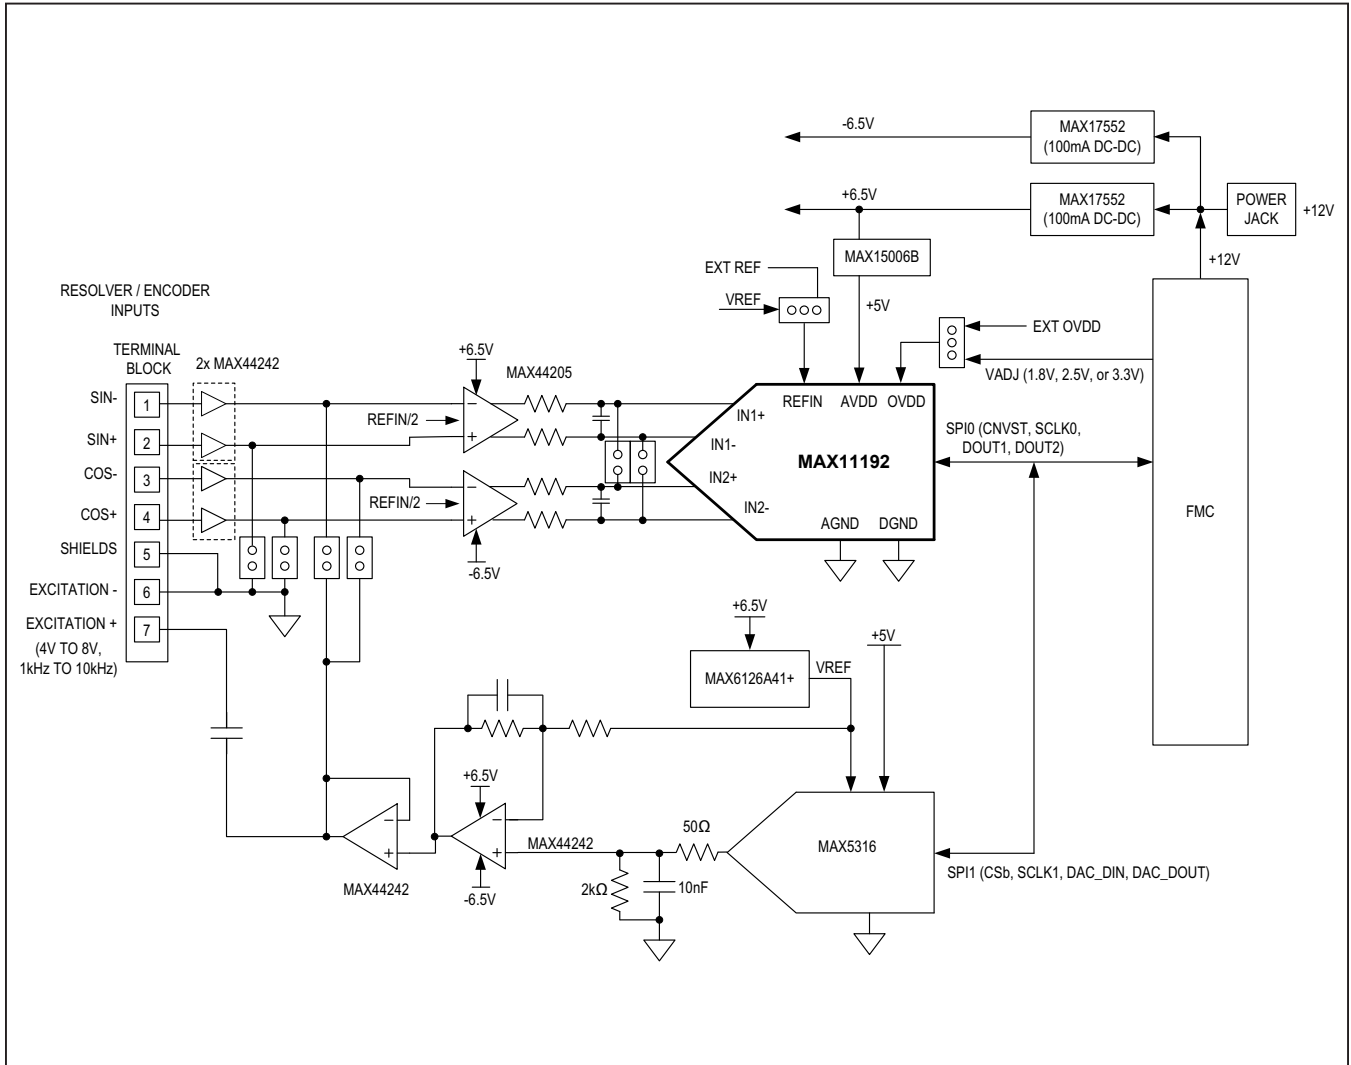 -6.5V
MAX17552
(100mA DC-DC)
+6.5V
MAX17552
(100mA DC-DC)
POWER
JACK
+12V
MAX15006B
+12V
EXT REF
VREF
+5V
RESOLVER / ENCODER
INPUTS
EXT OVDD
VADJ (1.8V, 2.5V, or 3.3V)
TERMINAL
BLOCK
2x MAX44242
+6.5V
MAX44205
SIN-
1
SIN+
2
COS-
3
COS+
4
SHIELDS
5
EXCITATION -
6
EXCITATION +
7
(4V TO 8V,
1kHz TO 10kHz)
REFIN/2
REFIN/2
-6.5V
REFIN
AVDD
OVDD
IN1+
IN1-
MAX11192
IN2+
IN2-
AGND
DGND
SPI0 (CNVST, SCLK0,
DOUT1, DOUT2)
FMC
+6.5V
+5V
MAX6126A41+
VREF
+6.5V
50Ω
MAX5316
MAX44242
MAX44242
-6.5V
2kΩ
10nF
SPI1 (CSb, SCLK1, DAC_DIN, DAC_DOUT)
-
+
-
+
-
+
-
+